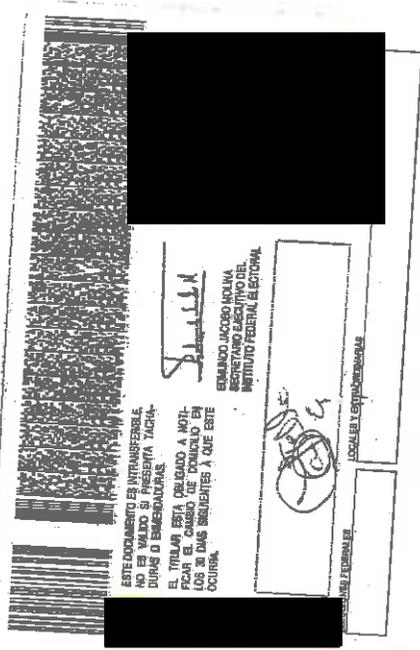 ESTE DOCUMENTO ES INTRANSFERIBLE,
NO ES VALIDO SI PRESENTA TACHA-
DURAS O ENMENDADURAS.
EL TITULAR ESTÁ OBLIGADO A NOTI-
FICAR EL CAMBIO DE DOMICILIO EN
LOS 30 DIAS SIGUIENTES A QUE ESTE
OCURRA.
EDMUNDO JACOBO MOLINA
SECRETARIO EJECUTIVO DEL
INSTITUTO FEDERAL ELECTORAL
FEDERALES
LOCALES Y EXTRAORDINARIAS